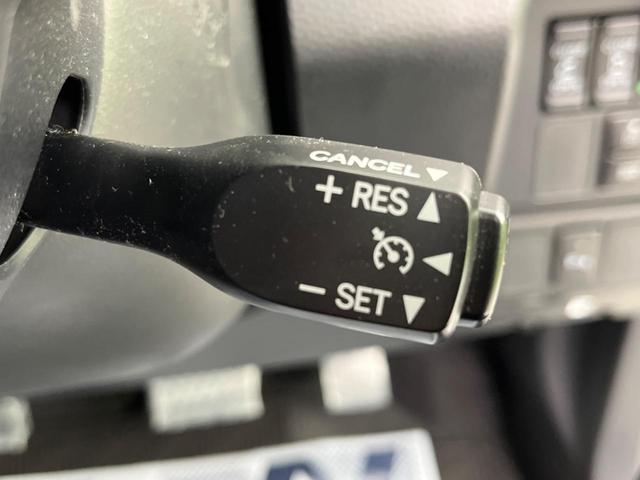 CANCEL ▼
+ RES ▲
◀
− SET ▼